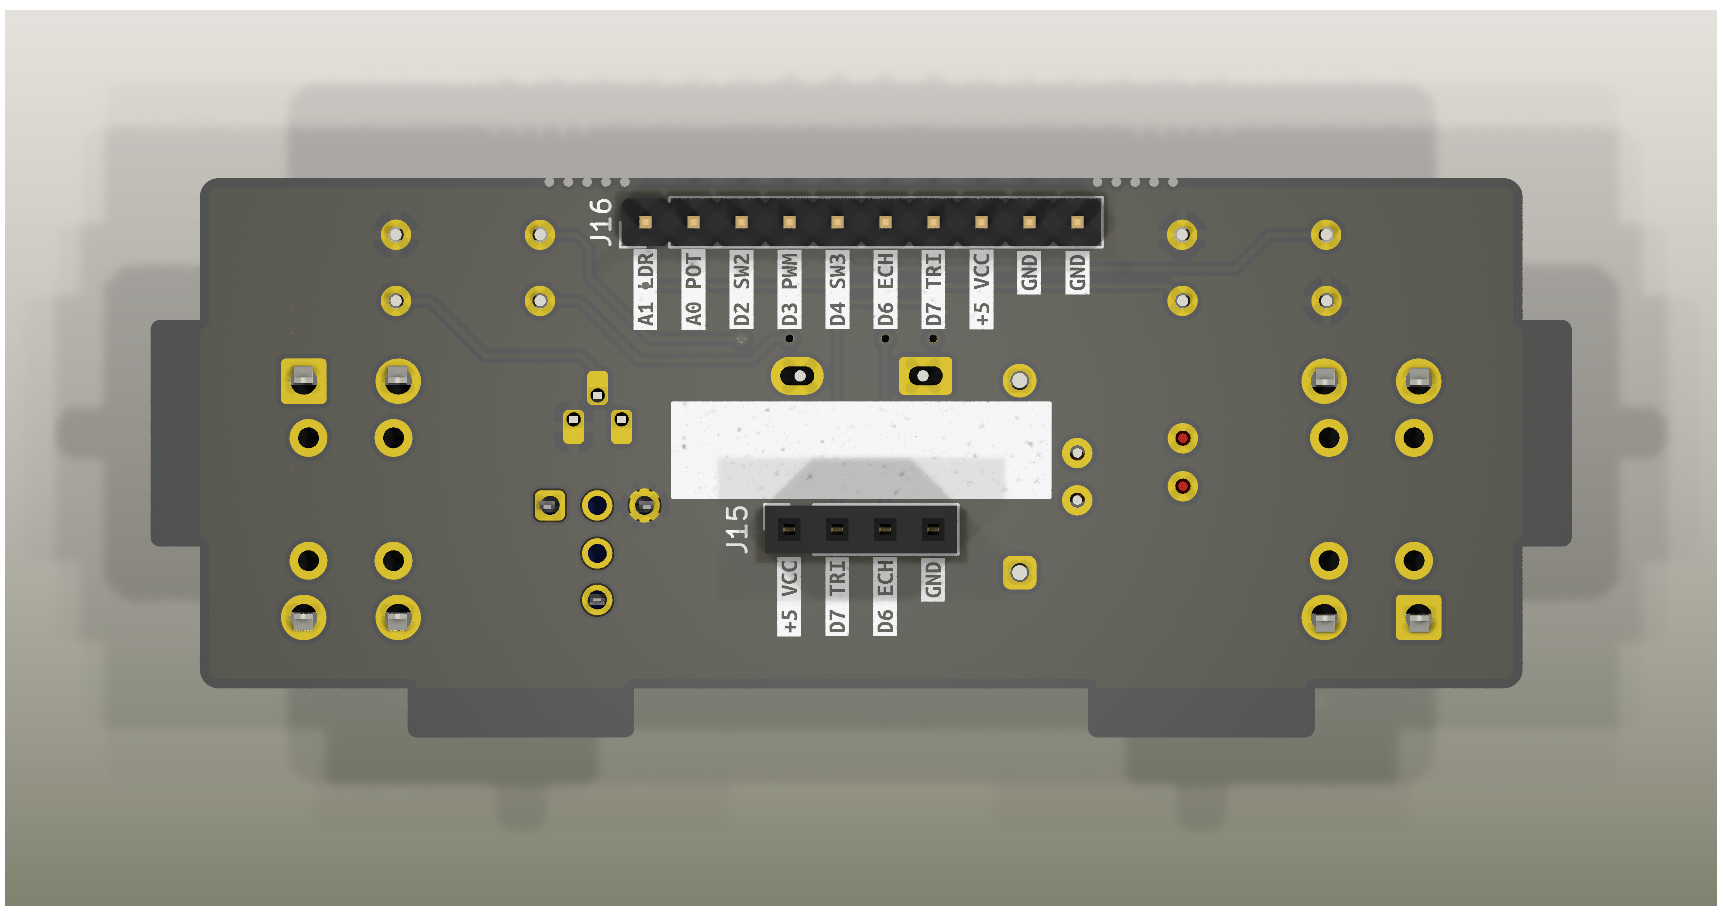 J16
A1 LDR
A0 POT
D2 SW2
D3 PWM
D4 SW3
D6 ECH
D7 TRI
+5 VCC
GND
GND
J15
+5 VCC
D7 TRI
D6 ECH
GND